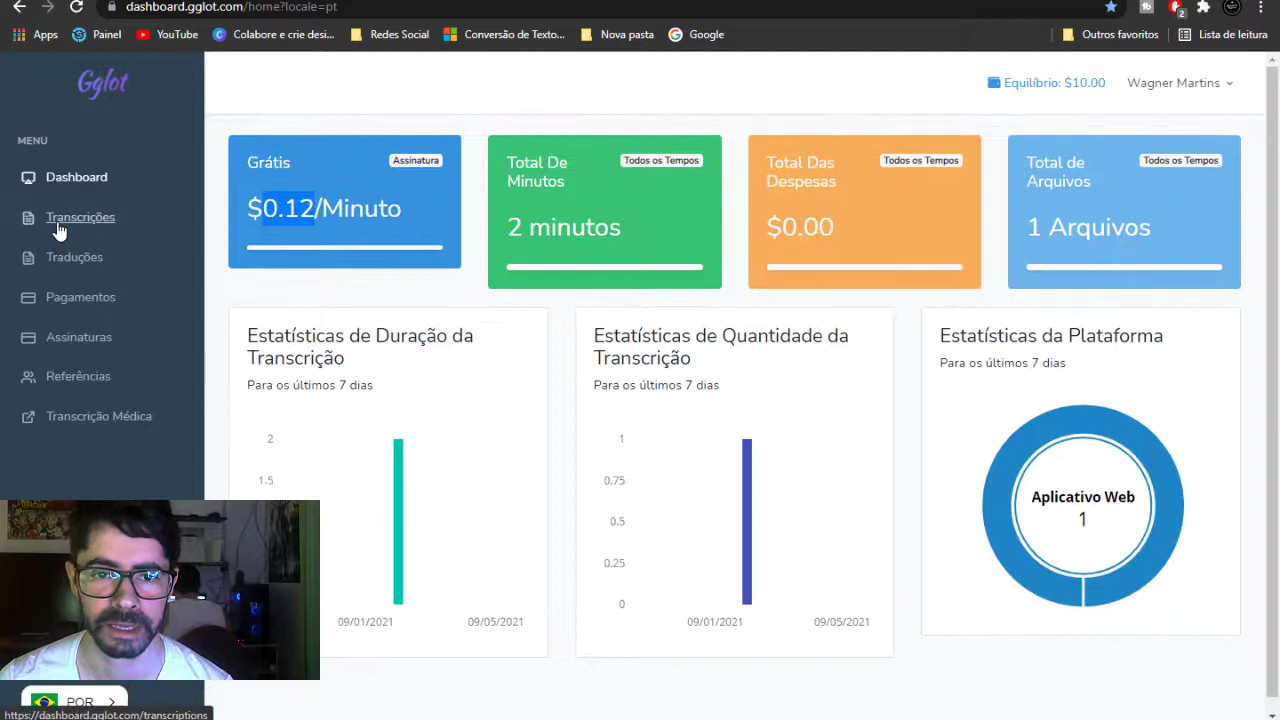 dashboard.gglot.com/home?locale=pt
2
Apps Painel YouTube Colabore e crie desi... Redes Social Conversão de Texto... Nova pasta Google Outros favoritos Lista de leitura
Gglot
Equilíbrio: $10.00 Wagner Martins
MENU
Dashboard
Transcrições
Traduções
Pagamentos
Assinaturas
Referências
Transcrição Médica
Grátis Assinatura
$0.12/Minuto
Total De Todos os Tempos
Minutos
2 minutos
Total Das Todos os Tempos
Despesas
$0.00
Total de Todos os Tempos
Arquivos
1 Arquivos
Estatísticas de Duração da
Transcrição
Para os últimos 7 dias
2
1.5
09/01/2021 09/05/2021
Estatísticas de Quantidade da
Transcrição
Para os últimos 7 dias
1
0.75
0.5
0.25
0
09/01/2021 09/05/2021
Estatísticas da Plataforma
Para os últimos 7 dias
Aplicativo Web
1
POR
https://dashboard.gglot.com/transcriptions